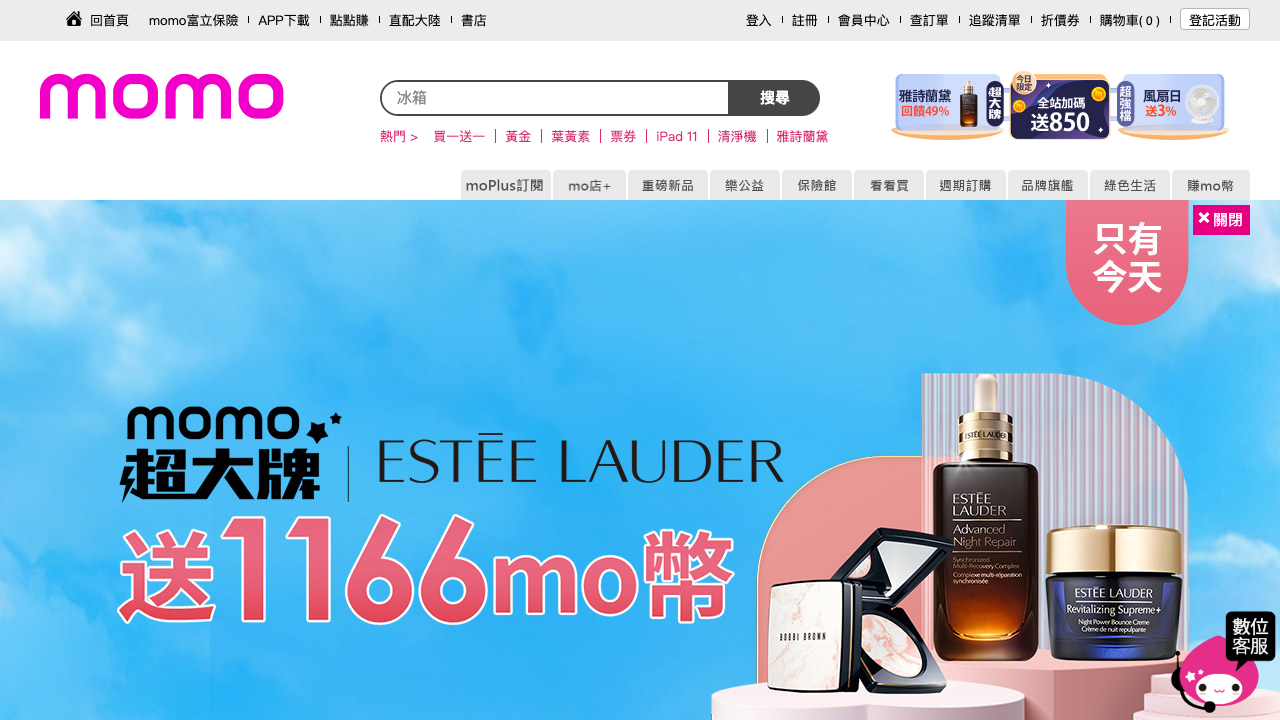 回首頁 momo富立保險 APP下載 點點賺 直配大陸 書店 登入 註冊 會員中心 查訂單 追蹤清單 折價券 購物車( 0 ) 登記活動
momo
冰箱 搜尋
熱門 > 買一送一 黃金 葉黃素 票券 iPad 11 清淨機 雅詩蘭黛
雅詩蘭黛
回饋49%
超大牌
今日
限定
全站加碼
送850
超強檔
風扇日
送3%
moPlus訂閱 mo店+ 重磅新品 樂公益 保險館 看看買 週期訂購 品牌旗艦 綠色生活 賺mo幣
關閉
只有
今天
momo
超大牌
ESTĒE LAUDER
送1166mo幣
ESTĒE LAUDER
ESTĒE
LAUDER
Advanced
Night Repair
Synchronized
Multi-Recovery Complex
Complexe multi-réparation
synchronisée
BOBBI BROWN
ESTĒE LAUDER
Revitalizing Supreme+
Night Power Bounce Creme
Crème de nuit repulpante
數位
客服